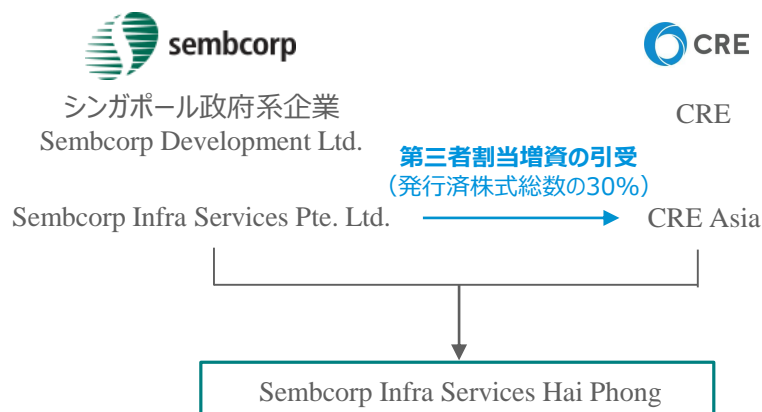 sembcorp
CRE
シンガポール政府系企業
Sembcorp Development Ltd.
CRE
第三者割当増資の引受
（発行済株式総数の30%）
Sembcorp Infra Services Pte. Ltd.
CRE Asia
Sembcorp Infra Services Hai Phong